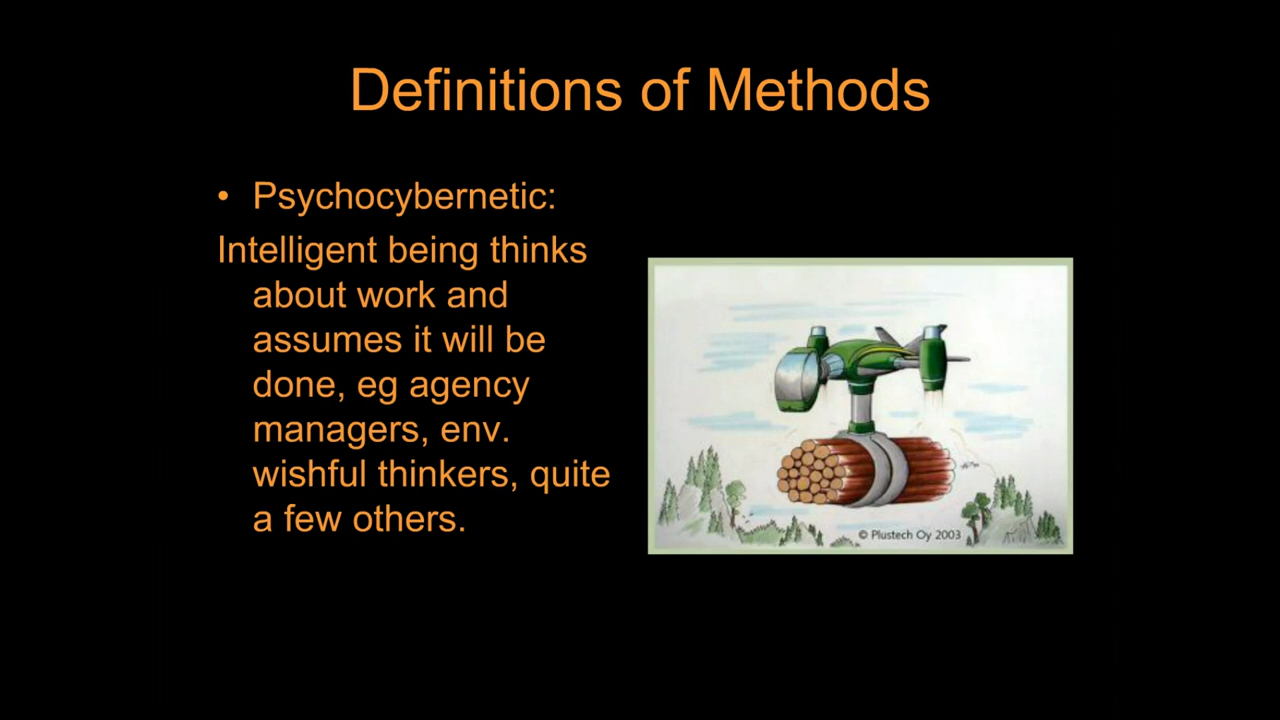 Definitions of Methods
• Psychocybernetic:
Intelligent being thinks
about work and
assumes it will be
done, eg agency
managers, env.
wishful thinkers, quite
a few others.
© Plustech Oy 2003